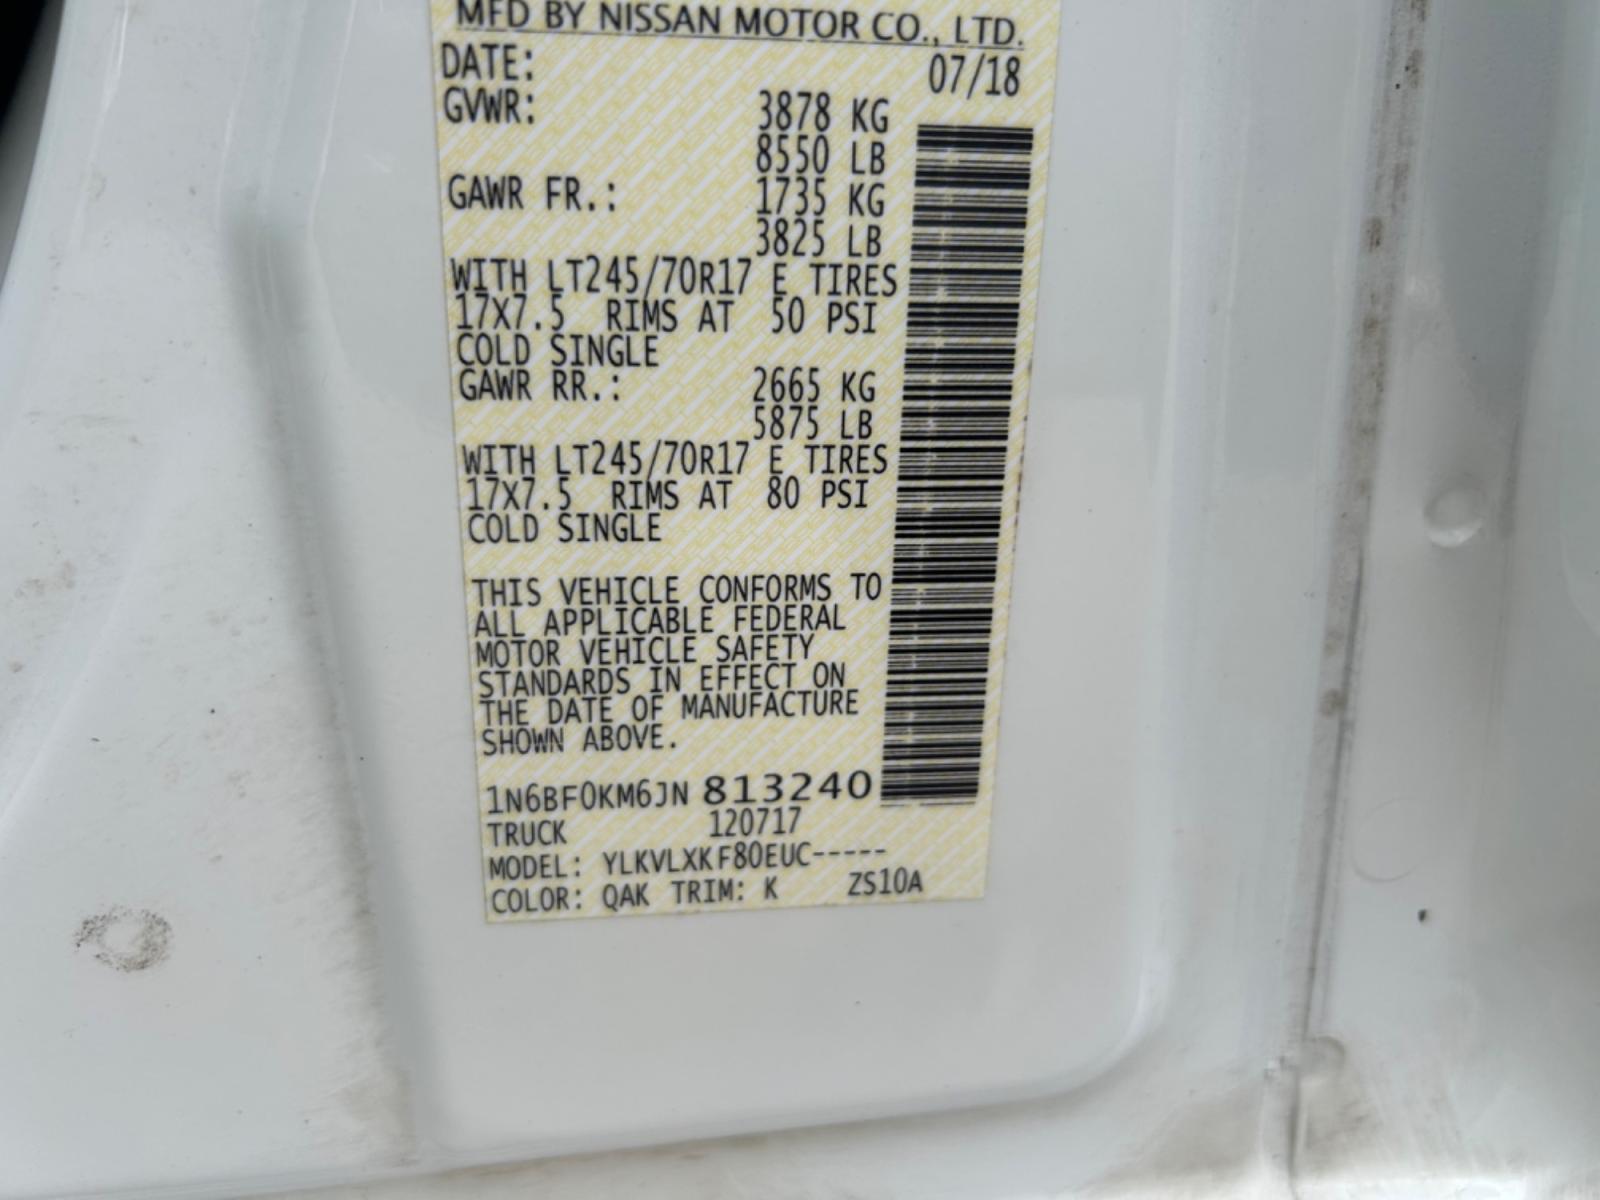 MFD BY NISSAN MOTOR CO., LTD.
DATE: 07/18
GVWR: 3878 KG
8550 LB
GAWR FR.: 1735 KG
3825 LB
WITH LT245/70R17 E TIRES
17X7.5 RIMS AT 50 PSI
COLD SINGLE
GAWR RR.: 2665 KG
5875 LB
WITH LT245/70R17 E TIRES
17X7.5 RIMS AT 80 PSI
COLD SINGLE
THIS VEHICLE CONFORMS TO
ALL APPLICABLE FEDERAL
MOTOR VEHICLE SAFETY
STANDARDS IN EFFECT ON
THE DATE OF MANUFACTURE
SHOWN ABOVE.
1N6BF0KM6JN 813240
TRUCK 120717
MODEL: YLKVLXKF80EUC-----
COLOR: QAK TRIM: K ZS10A